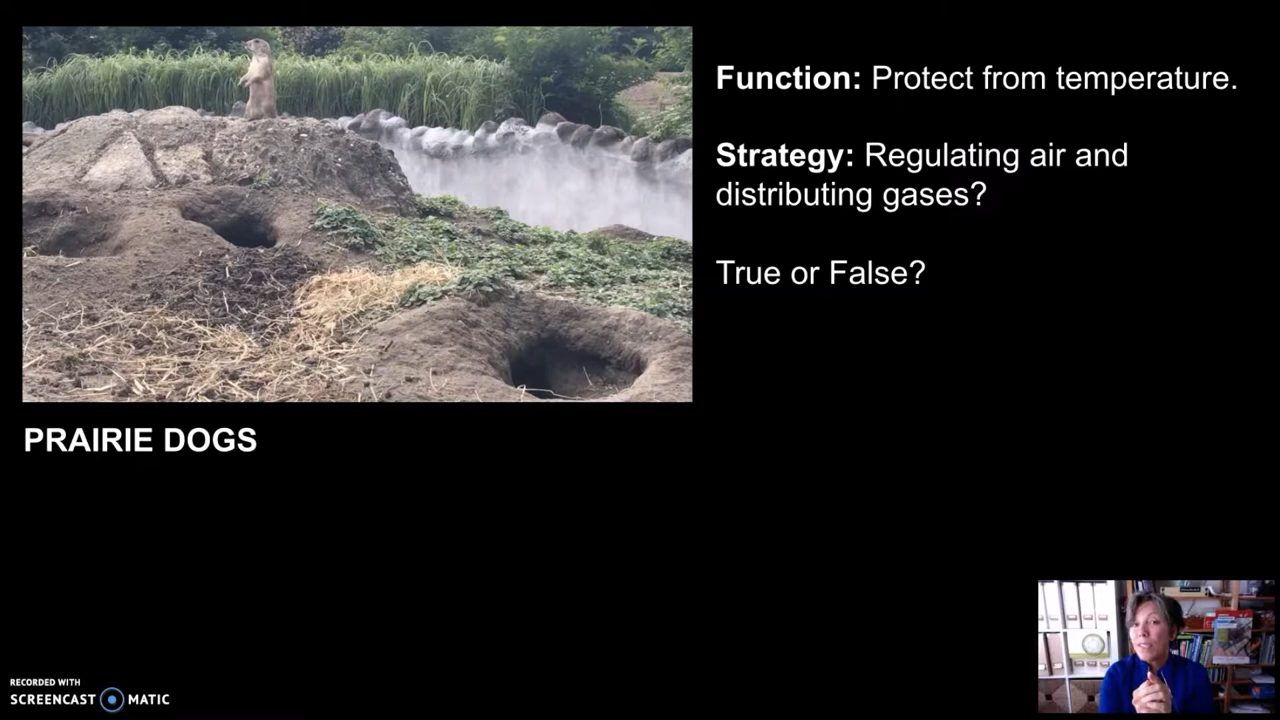 Function: Protect from temperature.
Strategy: Regulating air and
distributing gases?
True or False?
PRAIRIE DOGS
RECORDED WITH
SCREENCAST MATIC